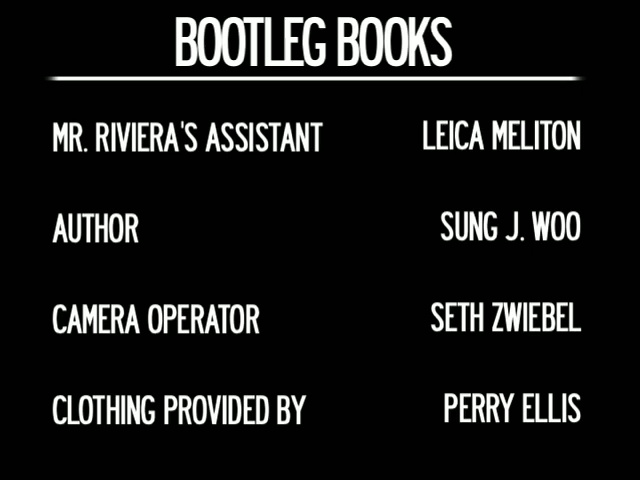 BOOTLEG BOOKS
MR. RIVIERA'S ASSISTANT LEICA MELITON
AUTHOR SUNG J. WOO
CAMERA OPERATOR SETH ZWIEBEL
CLOTHING PROVIDED BY PERRY ELLIS